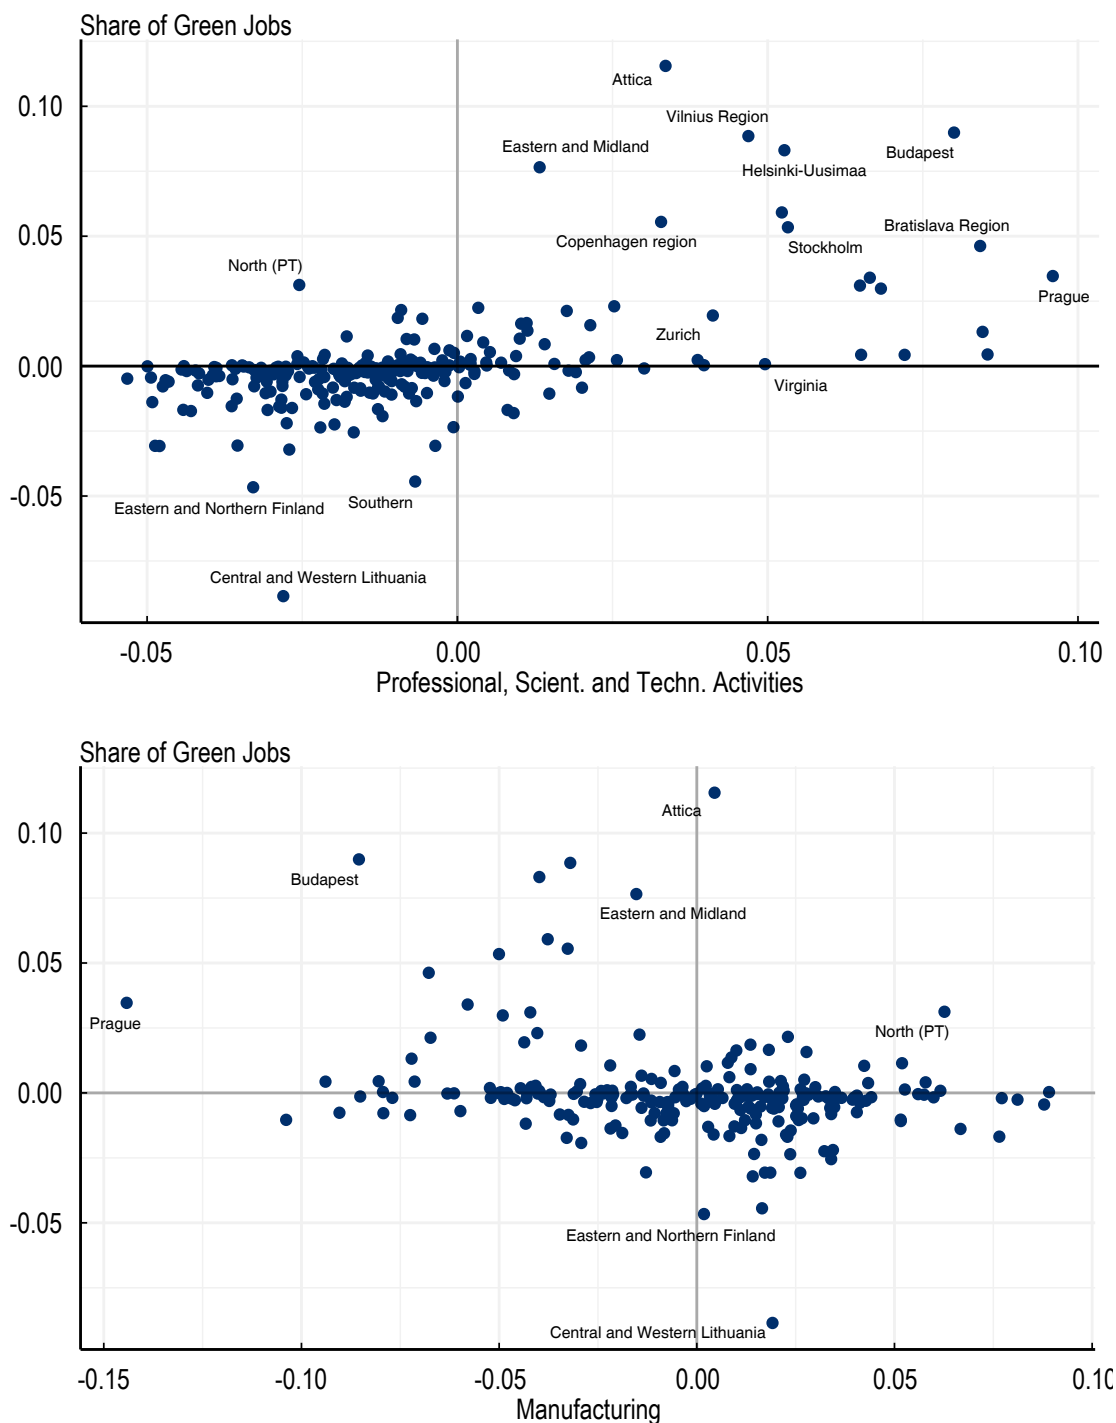 Share of Green Jobs
0.10
0.05
0.00
-0.05
Attica
Vilnius Region
Eastern and Midland
Budapest
Helsinki-Uusimaa
Copenhagen region
Stockholm
Bratislava Region
North (PT)
Prague
Zurich
Virginia
Eastern and Northern Finland
Southern
Central and Western Lithuania
-0.05
0.00
0.05
0.10
Professional, Scient. and Techn. Activities
Share of Green Jobs
0.10
0.05
0.00
-0.05
Attica
Budapest
Eastern and Midland
Prague
North (PT)
Eastern and Northern Finland
Central and Western Lithuania
-0.15
-0.10
-0.05
0.00
0.05
0.10
Manufacturing